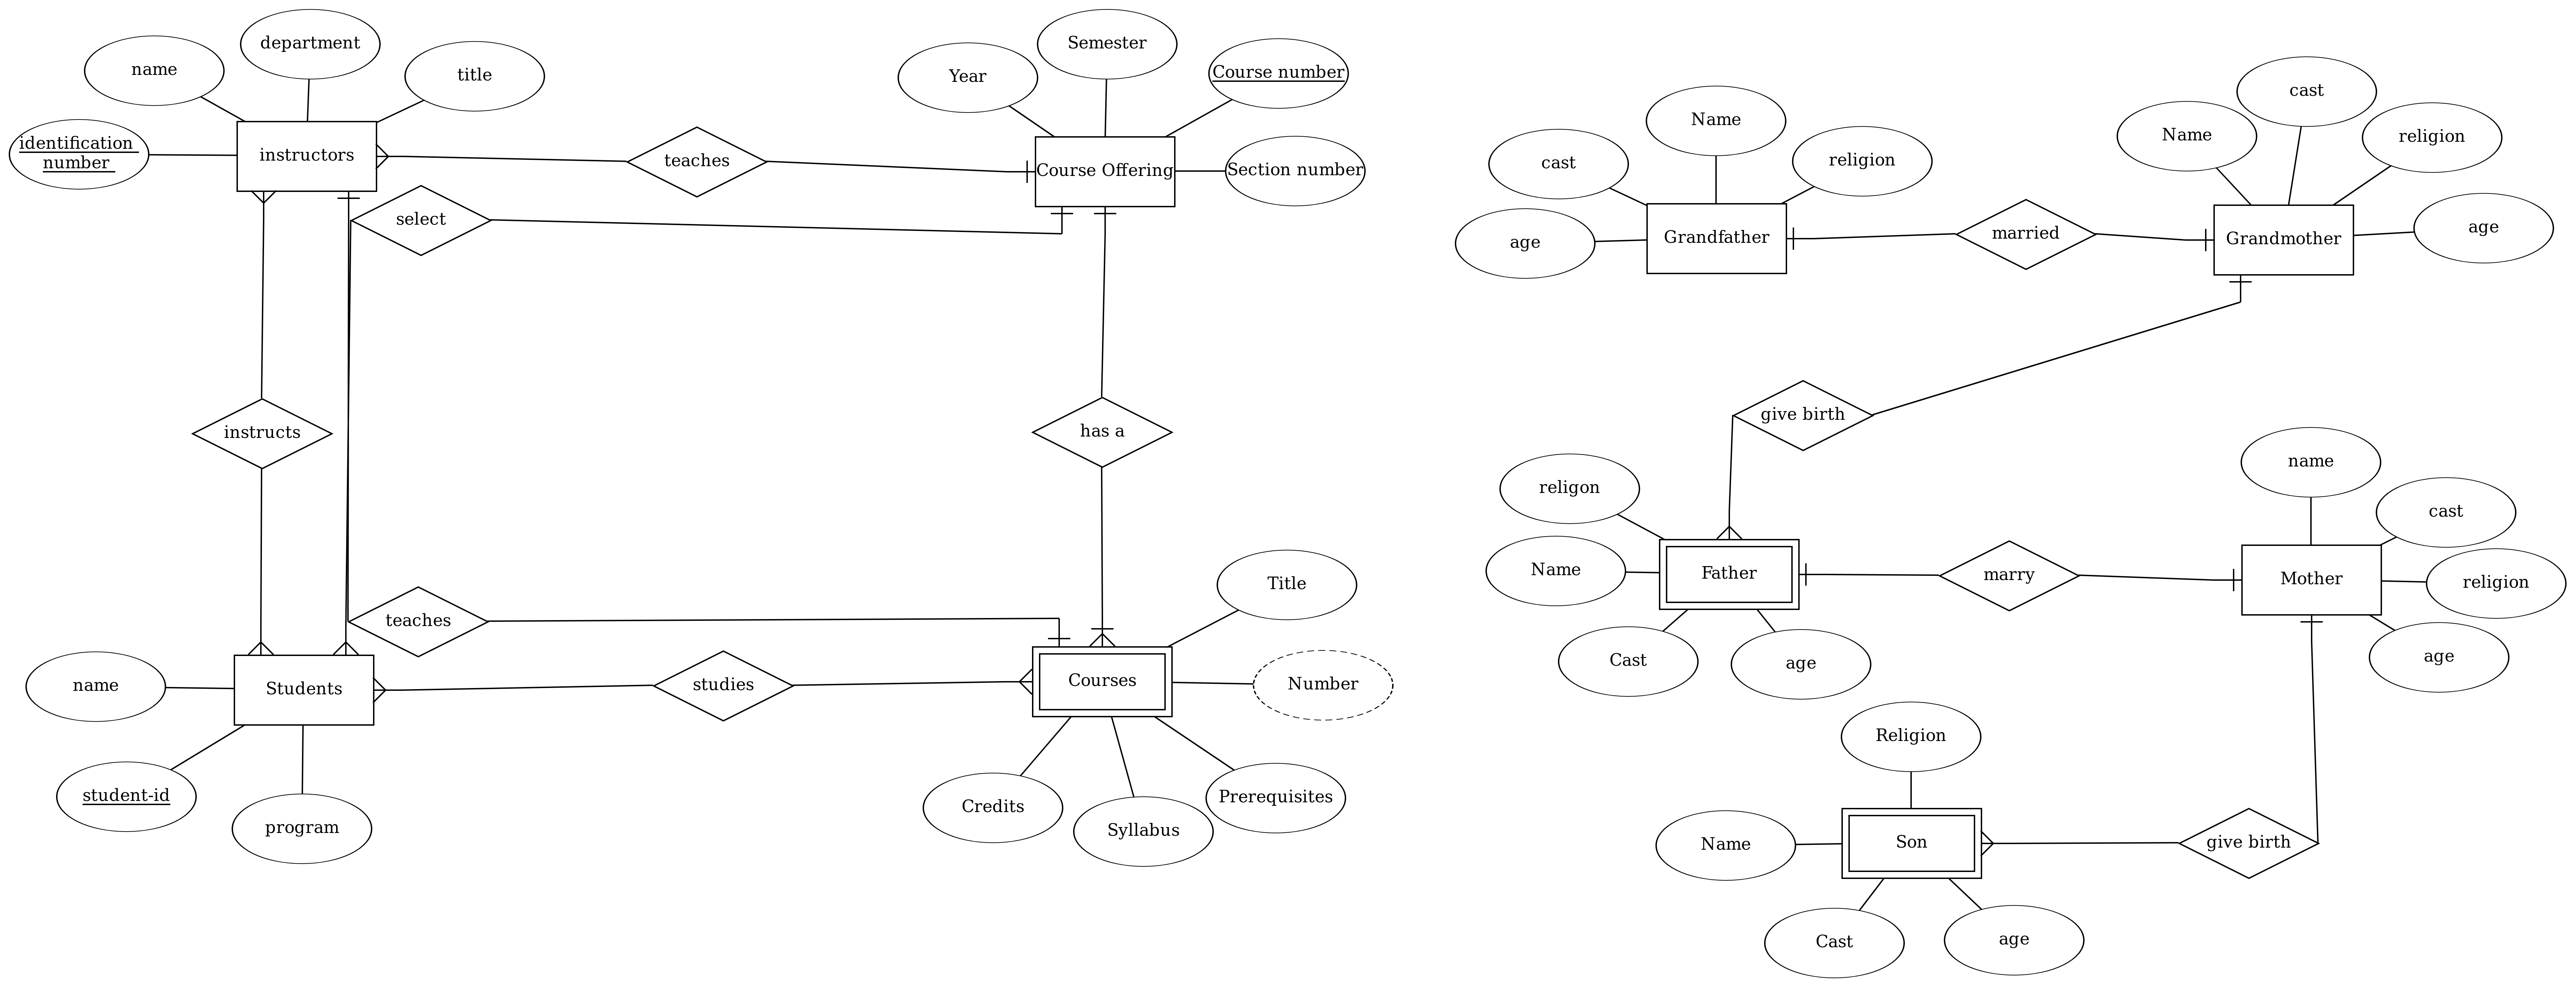 department
name
title
identification
number
instructors
teaches
select
Semester
Year
Course number
Course Offering
Section number
instructs
has a
teaches
Title
name
Students
studies
Courses
Number
student-id
program
Credits
Syllabus
Prerequisites
cast
Name
religion
age
Grandfather
married
Name
cast
religion
age
Grandmother
give birth
religon
Name
Father
Cast
age
marry
name
cast
Mother
religion
age
Religion
Name
Son
give birth
Cast
age